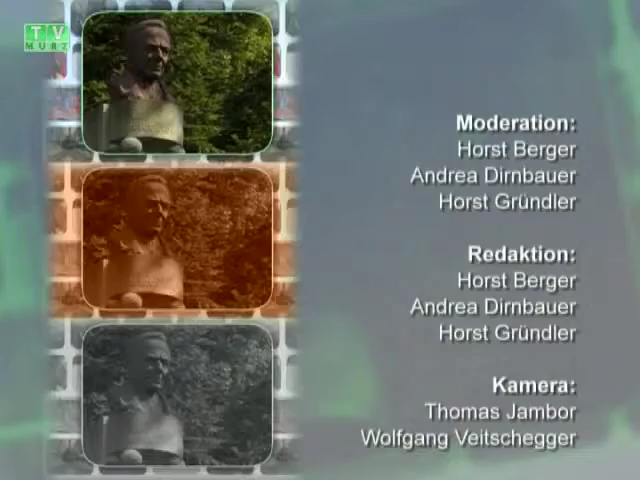 TV
MÜRZ
Moderation:
Horst Berger
Andrea Dirnbauer
Horst Gründler
Redaktion:
Horst Berger
Andrea Dirnbauer
Horst Gründler
Kamera:
Thomas Jambor
Wolfgang Veitschegger